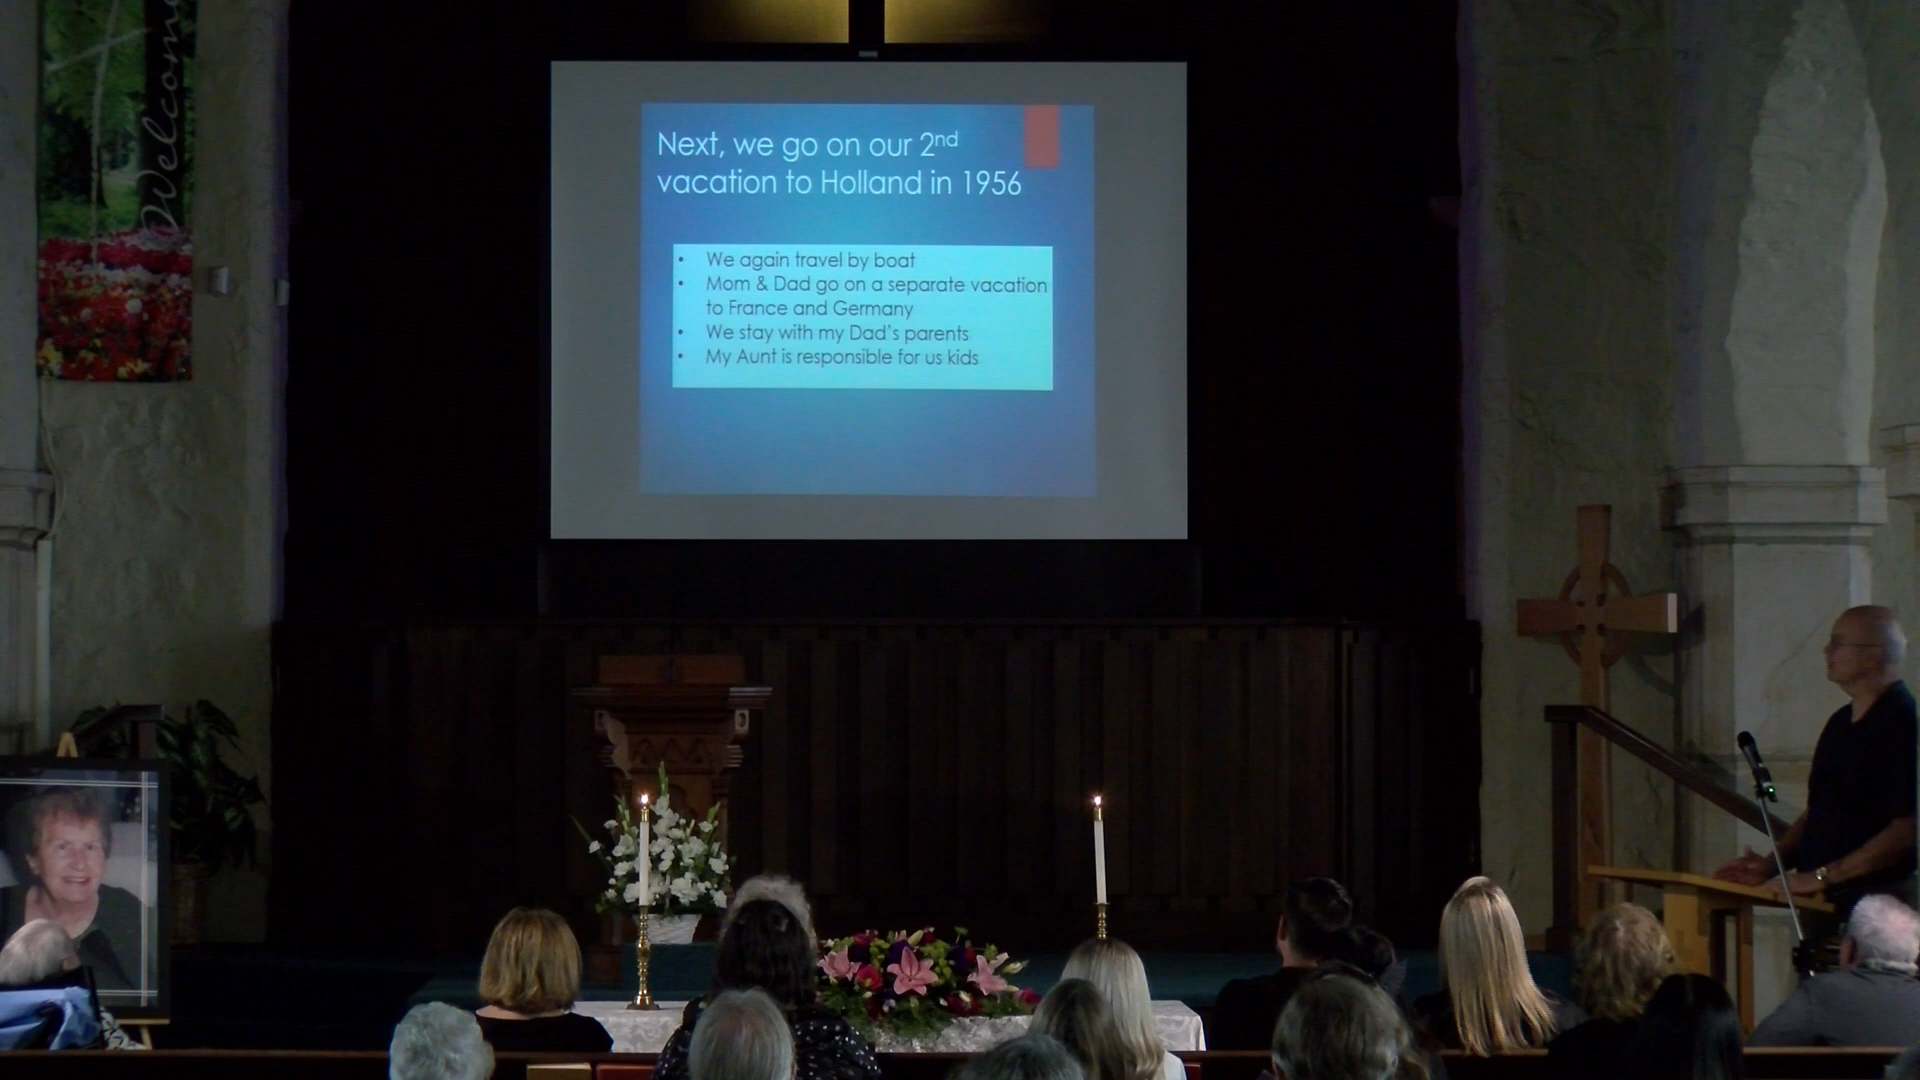 Welcome
Next, we go on our 2nd
vacation to Holland in 1956
• We again travel by boat
• Mom & Dad go on a separate vacation
to France and Germany
• We stay with my Dad's parents
• My Aunt is responsible for us kids